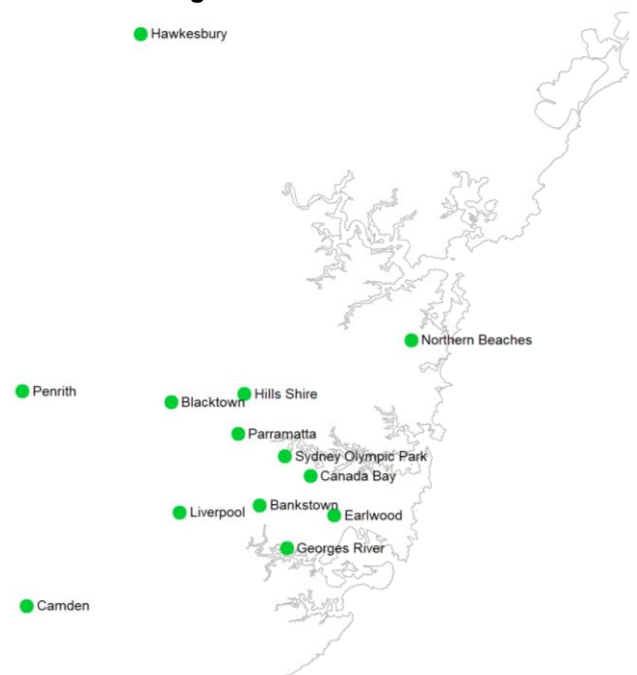 Hawkesbury
Northern Beaches
Penrith
Hills Shire
Blacktown
Parramatta
Sydney Olympic Park
Canada Bay
Bankstown
Liverpool
Earlwood
Georges River
Camden